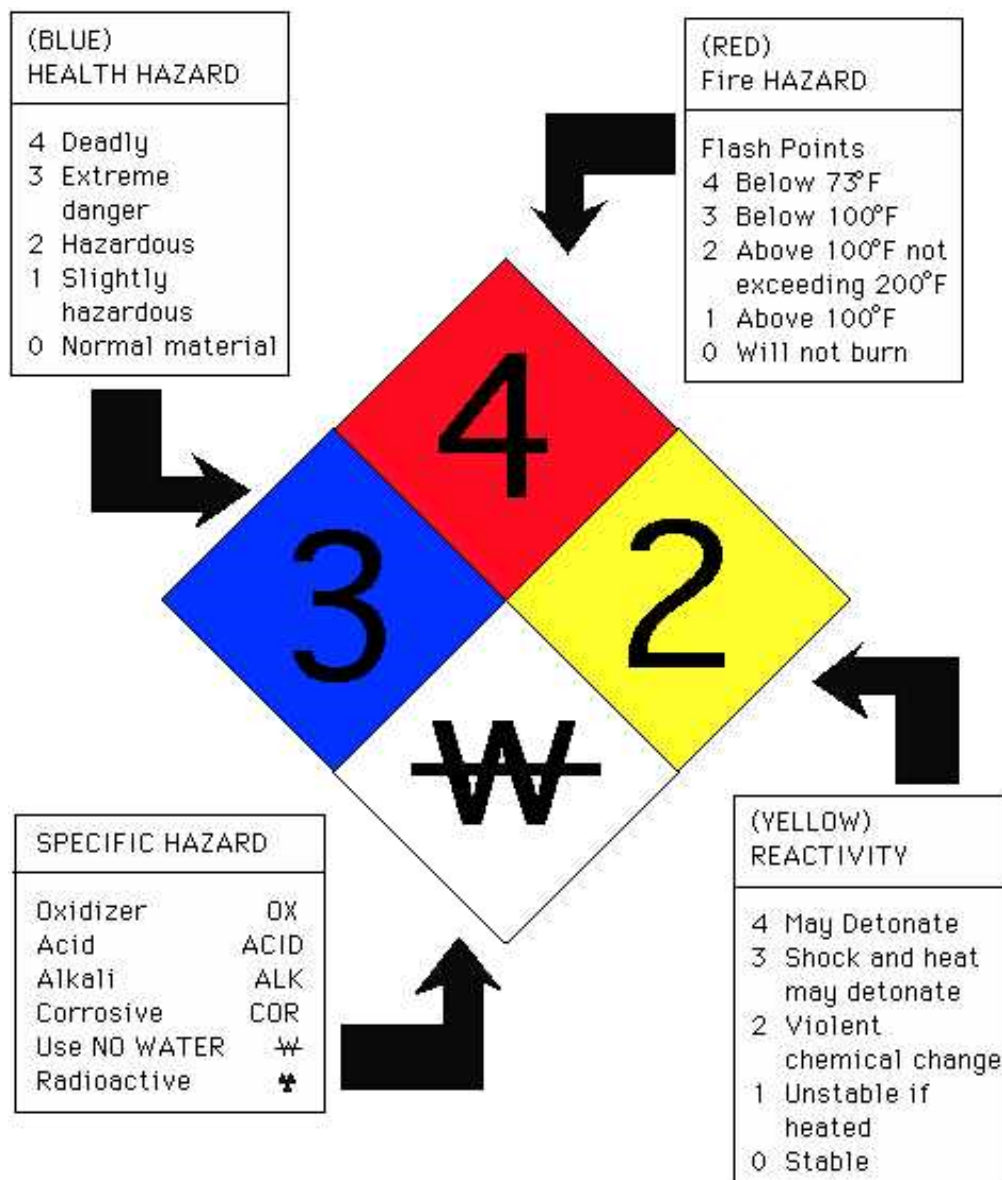 (BLUE)
HEALTH HAZARD
4 Deadly
3 Extreme
danger
2 Hazardous
1 Slightly
hazardous
0 Normal material
(RED)
Fire HAZARD
Flash Points
4 Below 73°F
3 Below 100°F
2 Above 100°F not
exceeding 200°F
1 Above 100°F
0 Will not burn
4
3
2
W
SPECIFIC HAZARD
Oxidizer OX
Acid ACID
Alkali ALK
Corrosive COR
Use NO WATER W
Radioactive ☢
(YELLOW)
REACTIVITY
4 May Detonate
3 Shock and heat
may detonate
2 Violent
chemical change
1 Unstable if
heated
0 Stable